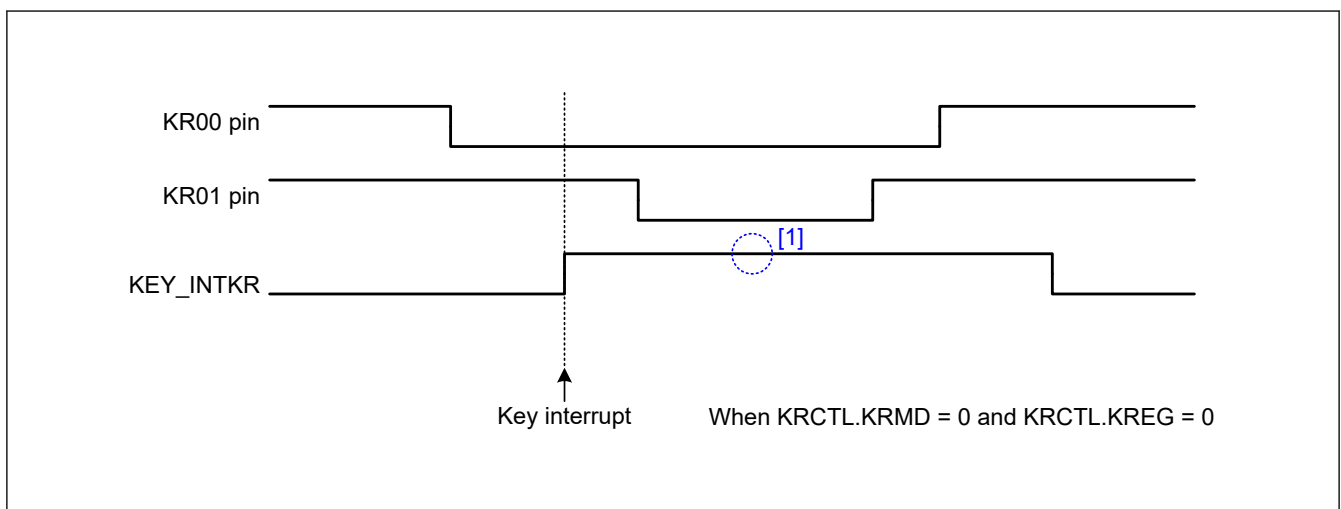 KR00 pin
KR01 pin
[1]
KEY_INTKR
Key interrupt
When KRCTL.KRMD = 0 and KRCTL.KREG = 0